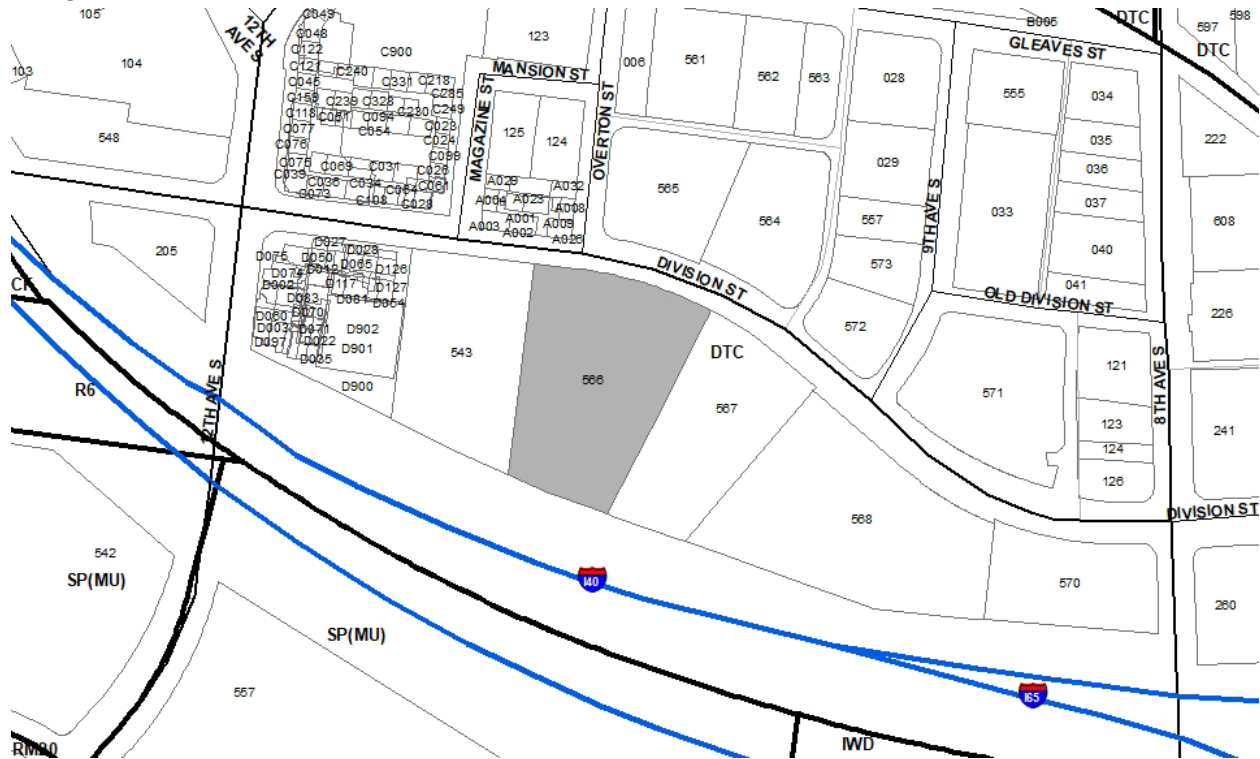 105
C049
12TH
AVE S
C048
123
B005
DTC
597
598
DTC
103
104
C122
C900
006
561
562
563
028
GLEAVES ST
C121
C240
C331
C218
MANSION ST
C046
C285
555
034
C239
C328
C230
C249
C118
C061
C094
C054
C023
MAGAZINE ST
125
124
OVERTON ST
035
222
548
C077
C024
C076
C099
029
036
C075
C069
C031
C026
565
C039
C036
C034
C064
C061
A029
A032
037
C073
C108
C028
A004
A023
A008
564
557
9TH AVE S
033
608
A001
A009
A003
A002
A026
205
D027
D028
573
040
D075
D050
D065
D126
DIVISION ST
041
D074
D012
D002
D117
D127
CF
D083
D081
D064
OLD DIVISION ST
D060
D070
226
D003
D071
D902
572
D097
D022
D901
543
DTC
D035
D900
566
567
571
121
8TH AVE S
R6
12TH AVE S
123
241
124
126
DIVISION ST
568
542
SP(MU)
I40
570
260
SP(MU)
557
I65
RM20
IWD